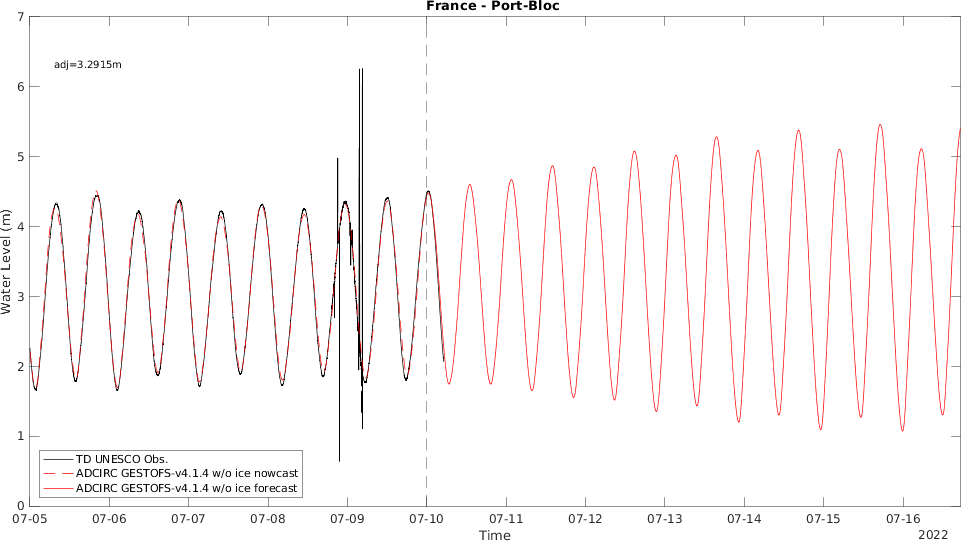 France - Port-Bloc
7
6
5
4
3
2
1
0
Water Level (m)
adj=3.2915m
TD UNESCO Obs.
ADCIRC GESTOFS-v4.1.4 w/o ice nowcast
ADCIRC GESTOFS-v4.1.4 w/o ice forecast
07-05 07-06 07-07 07-08 07-09 07-10 07-11 07-12 07-13 07-14 07-15 07-16
Time
2022